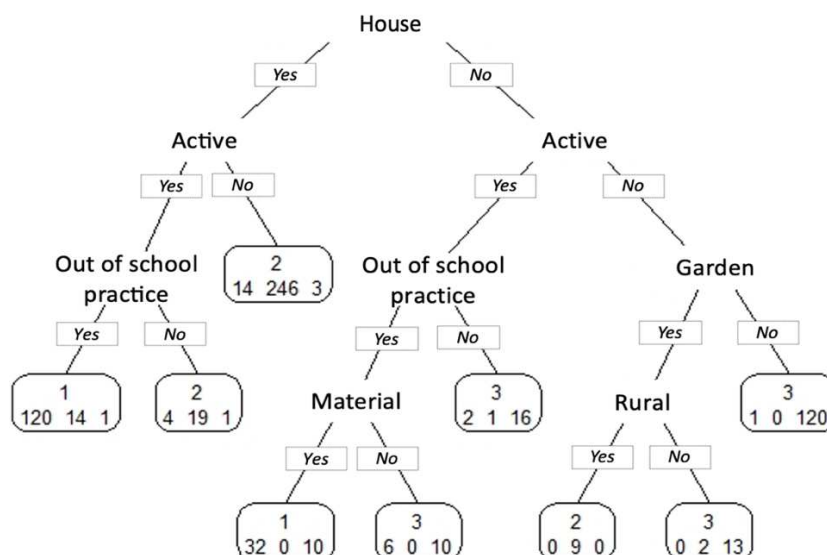 House
Yes
No
Active
Active
Yes
No
Yes
No
Out of school
practice
2
14 246 3
Out of school
practice
Garden
Yes
No
Yes
No
Yes
No
1
120 14 1
2
4 19 1
Material
3
2 1 16
Rural
3
1 0 120
Yes
No
Yes
No
1
32 0 10
3
6 0 10
2
0 9 0
3
0 2 13